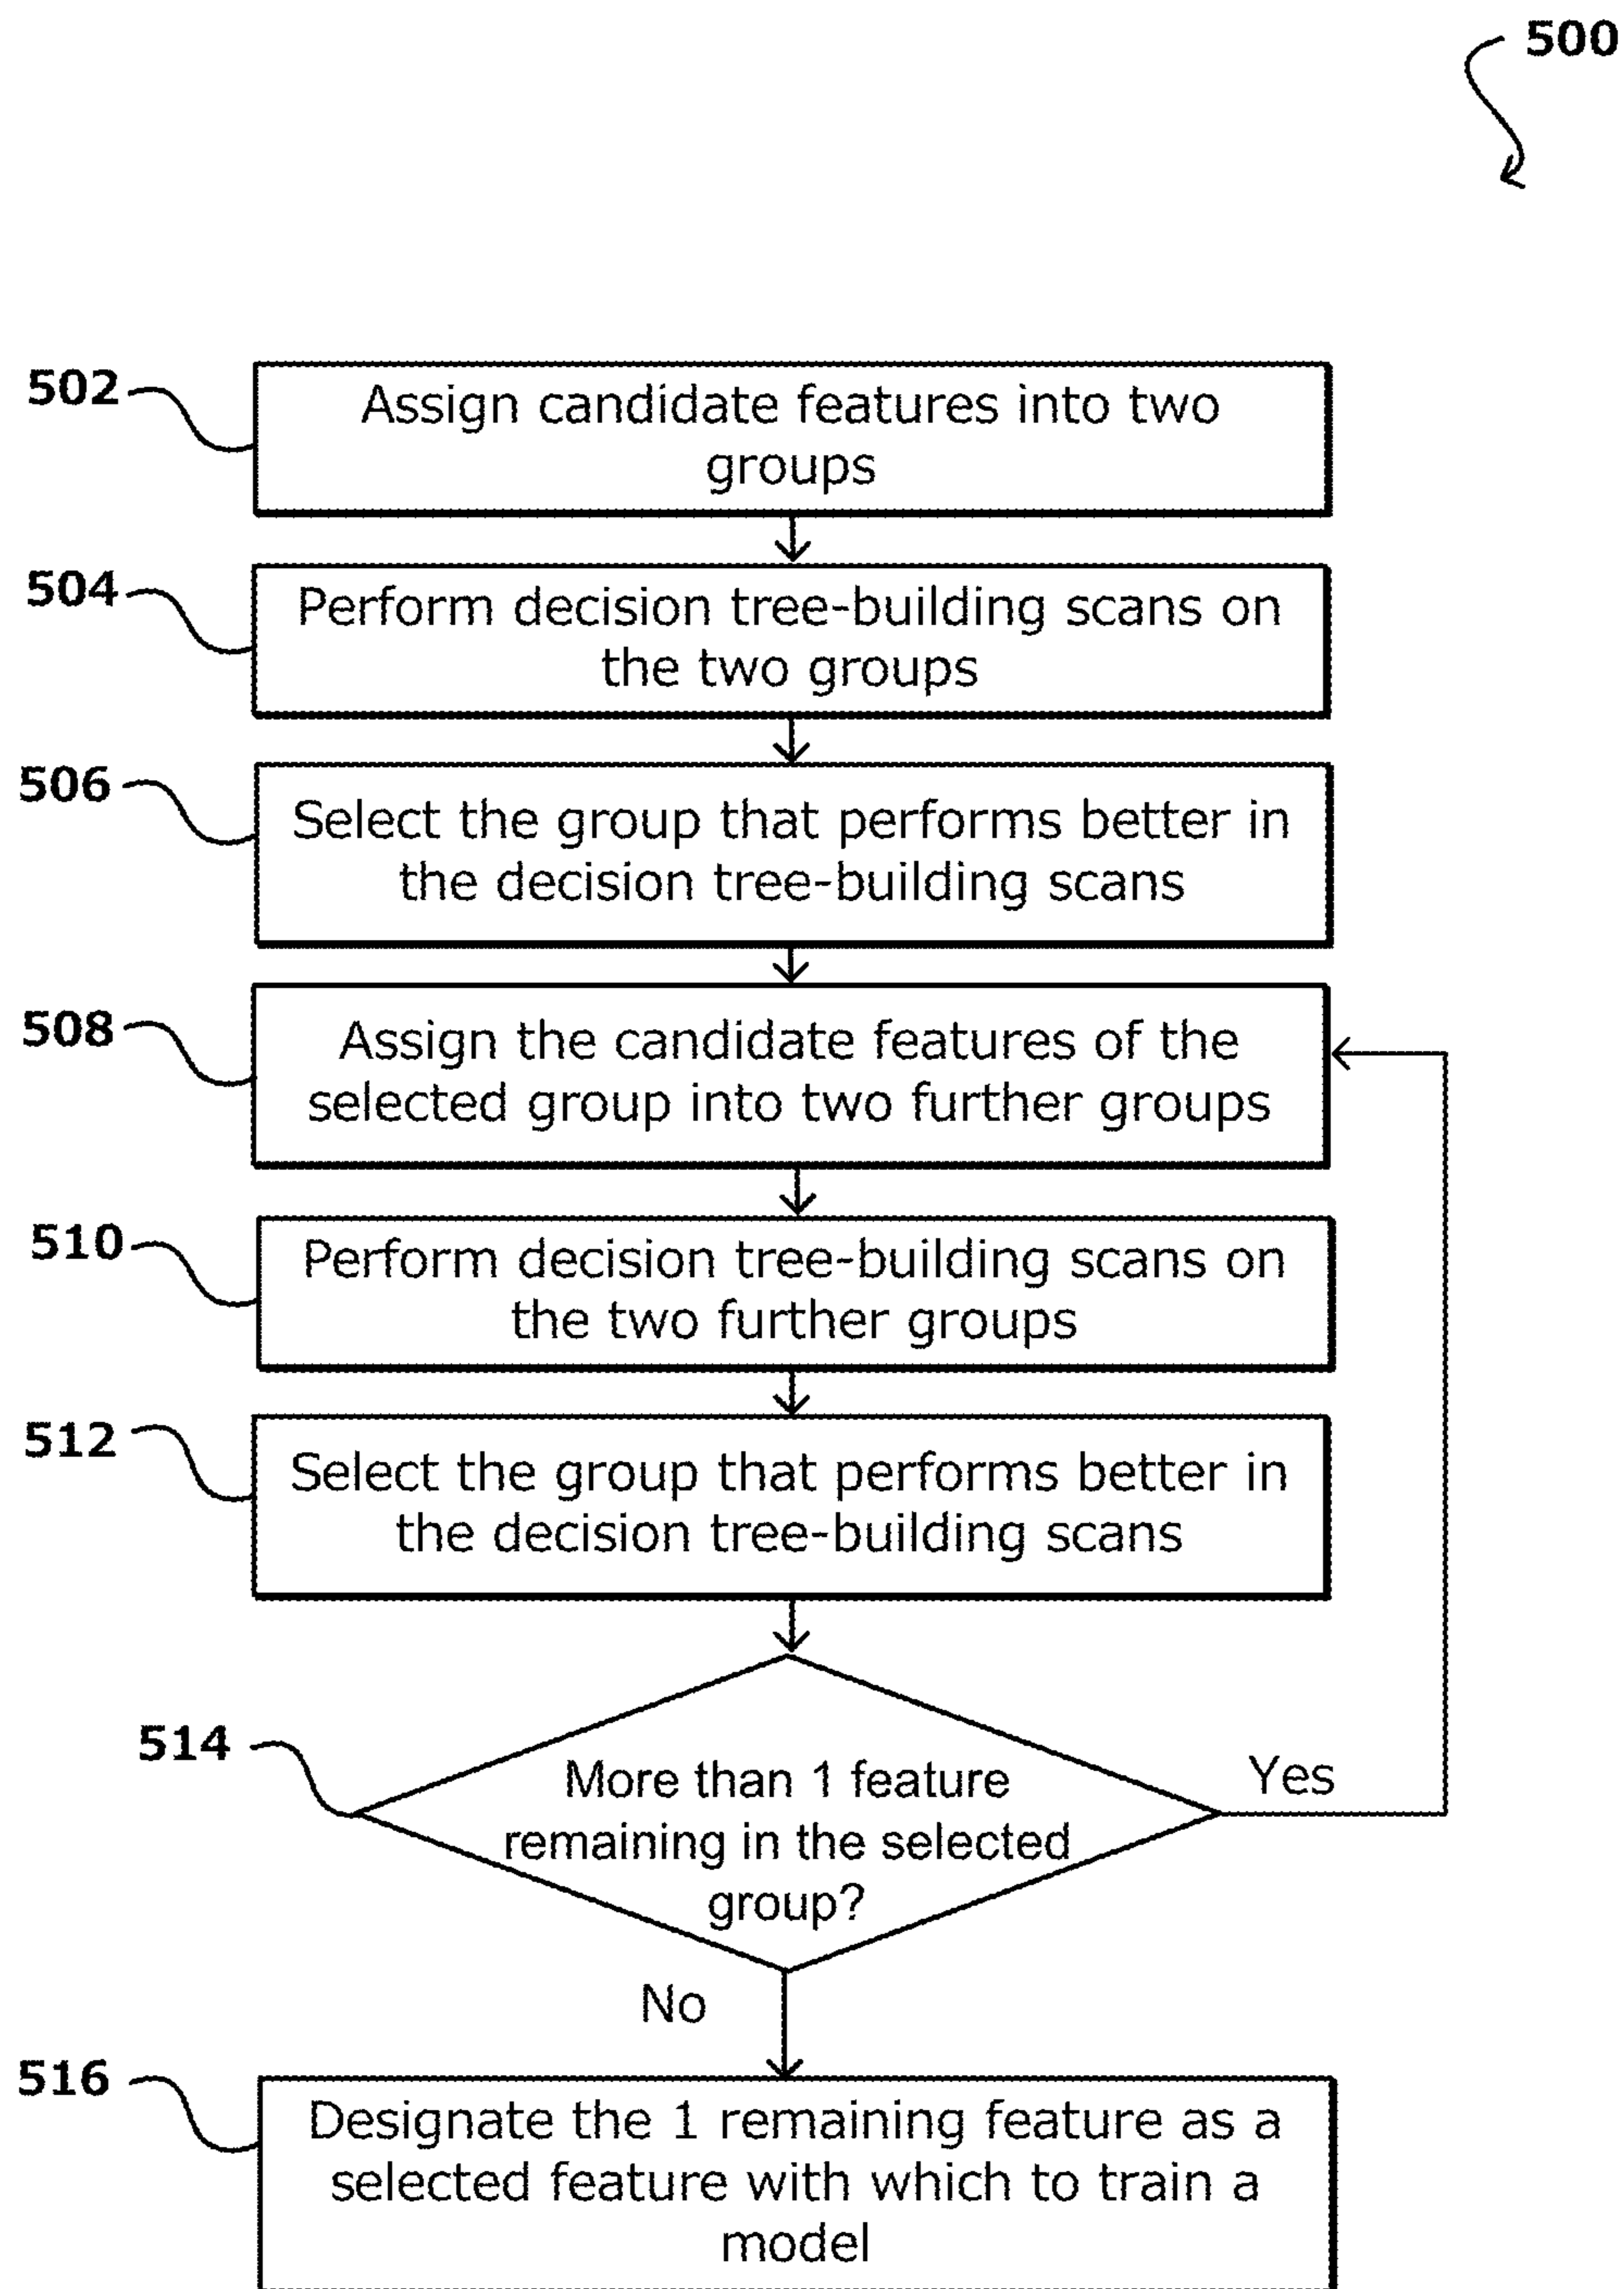 500
502
Assign candidate features into two
groups
504
Perform decision tree-building scans on
the two groups
506
Select the group that performs better in
the decision tree-building scans
508
Assign the candidate features of the
selected group into two further groups
510
Perform decision tree-building scans on
the two further groups
512
Select the group that performs better in
the decision tree-building scans
514
More than 1 feature
remaining in the selected
group?
Yes
No
516
Designate the 1 remaining feature as a
selected feature with which to train a
model